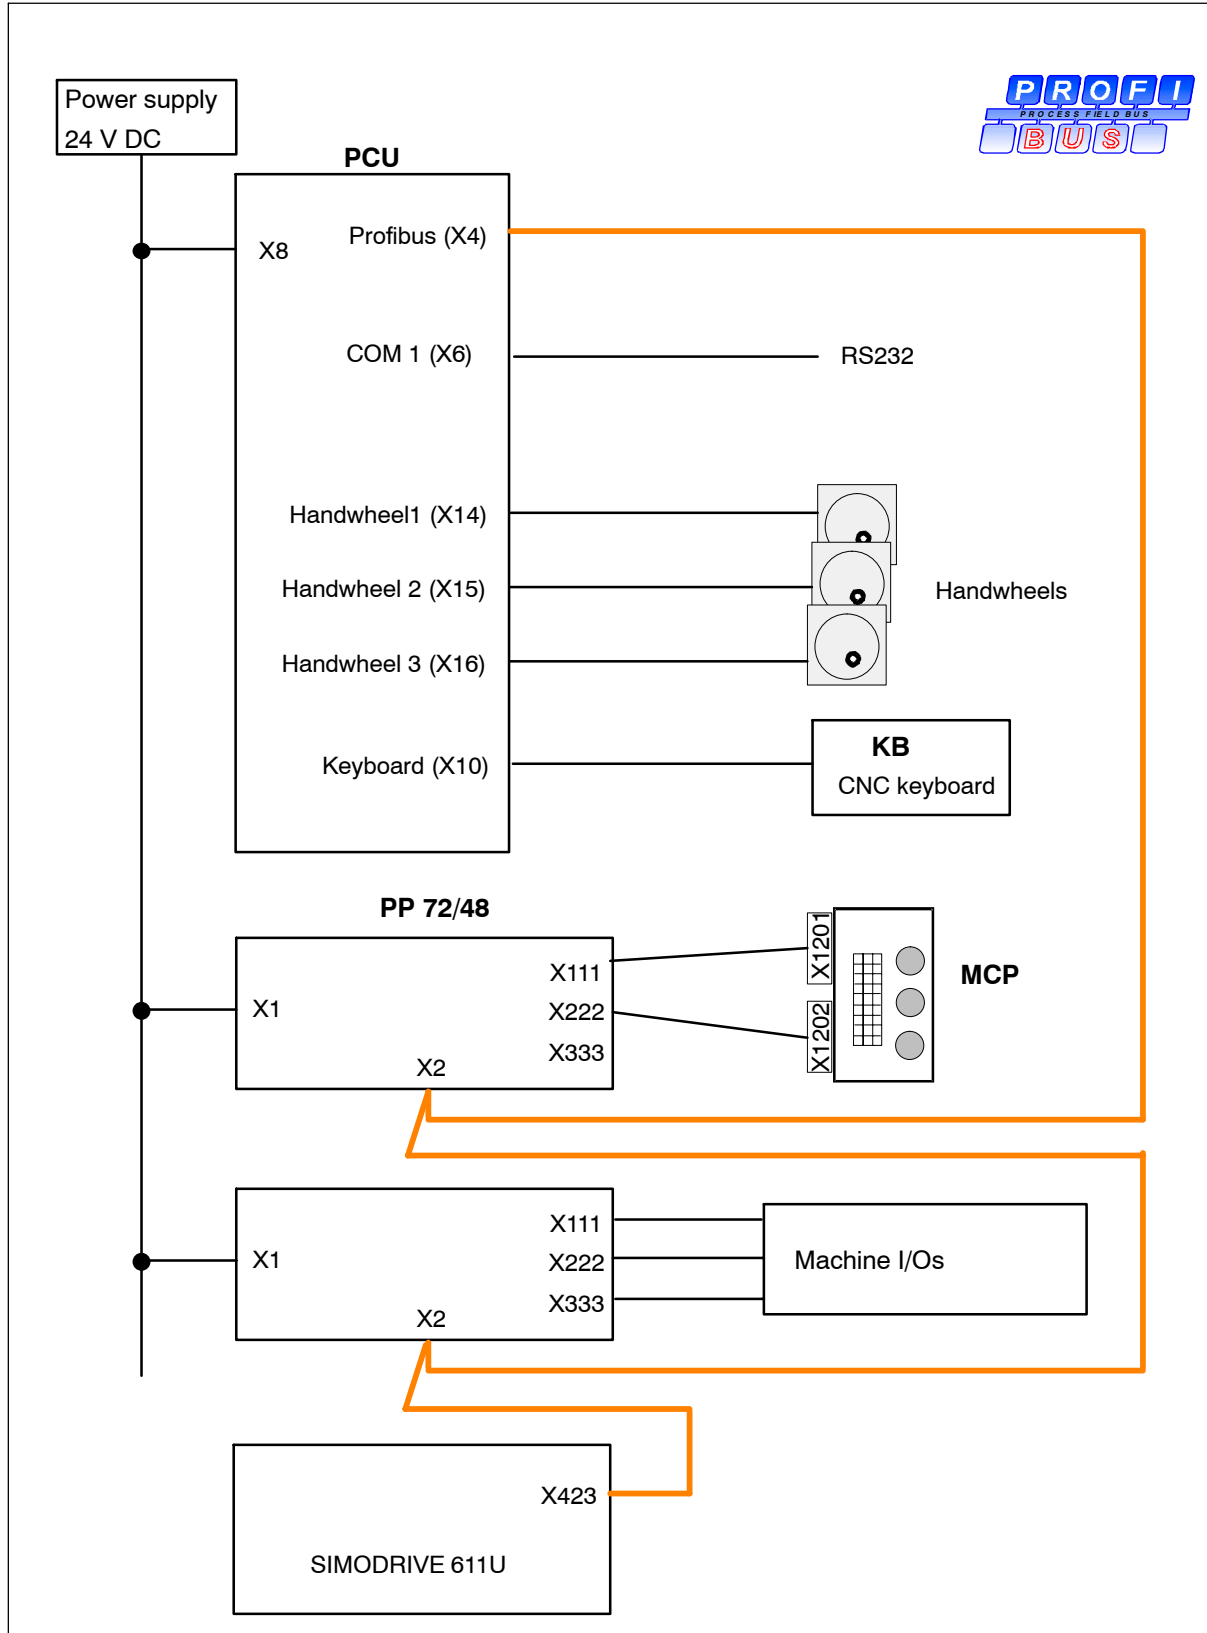 Power supply
24 V DC
PROFI
PROCESS FIELD BUS
BUS
PCU
X8
Profibus (X4)
COM 1 (X6)
RS232
Handwheel1 (X14)
Handwheel 2 (X15)
Handwheels
Handwheel 3 (X16)
Keyboard (X10)
KB
CNC keyboard
PP 72/48
X1
X111
X222
X333
X2
X1201
X1202
MCP
X1
X111
X222
X333
X2
Machine I/Os
X423
SIMODRIVE 611U